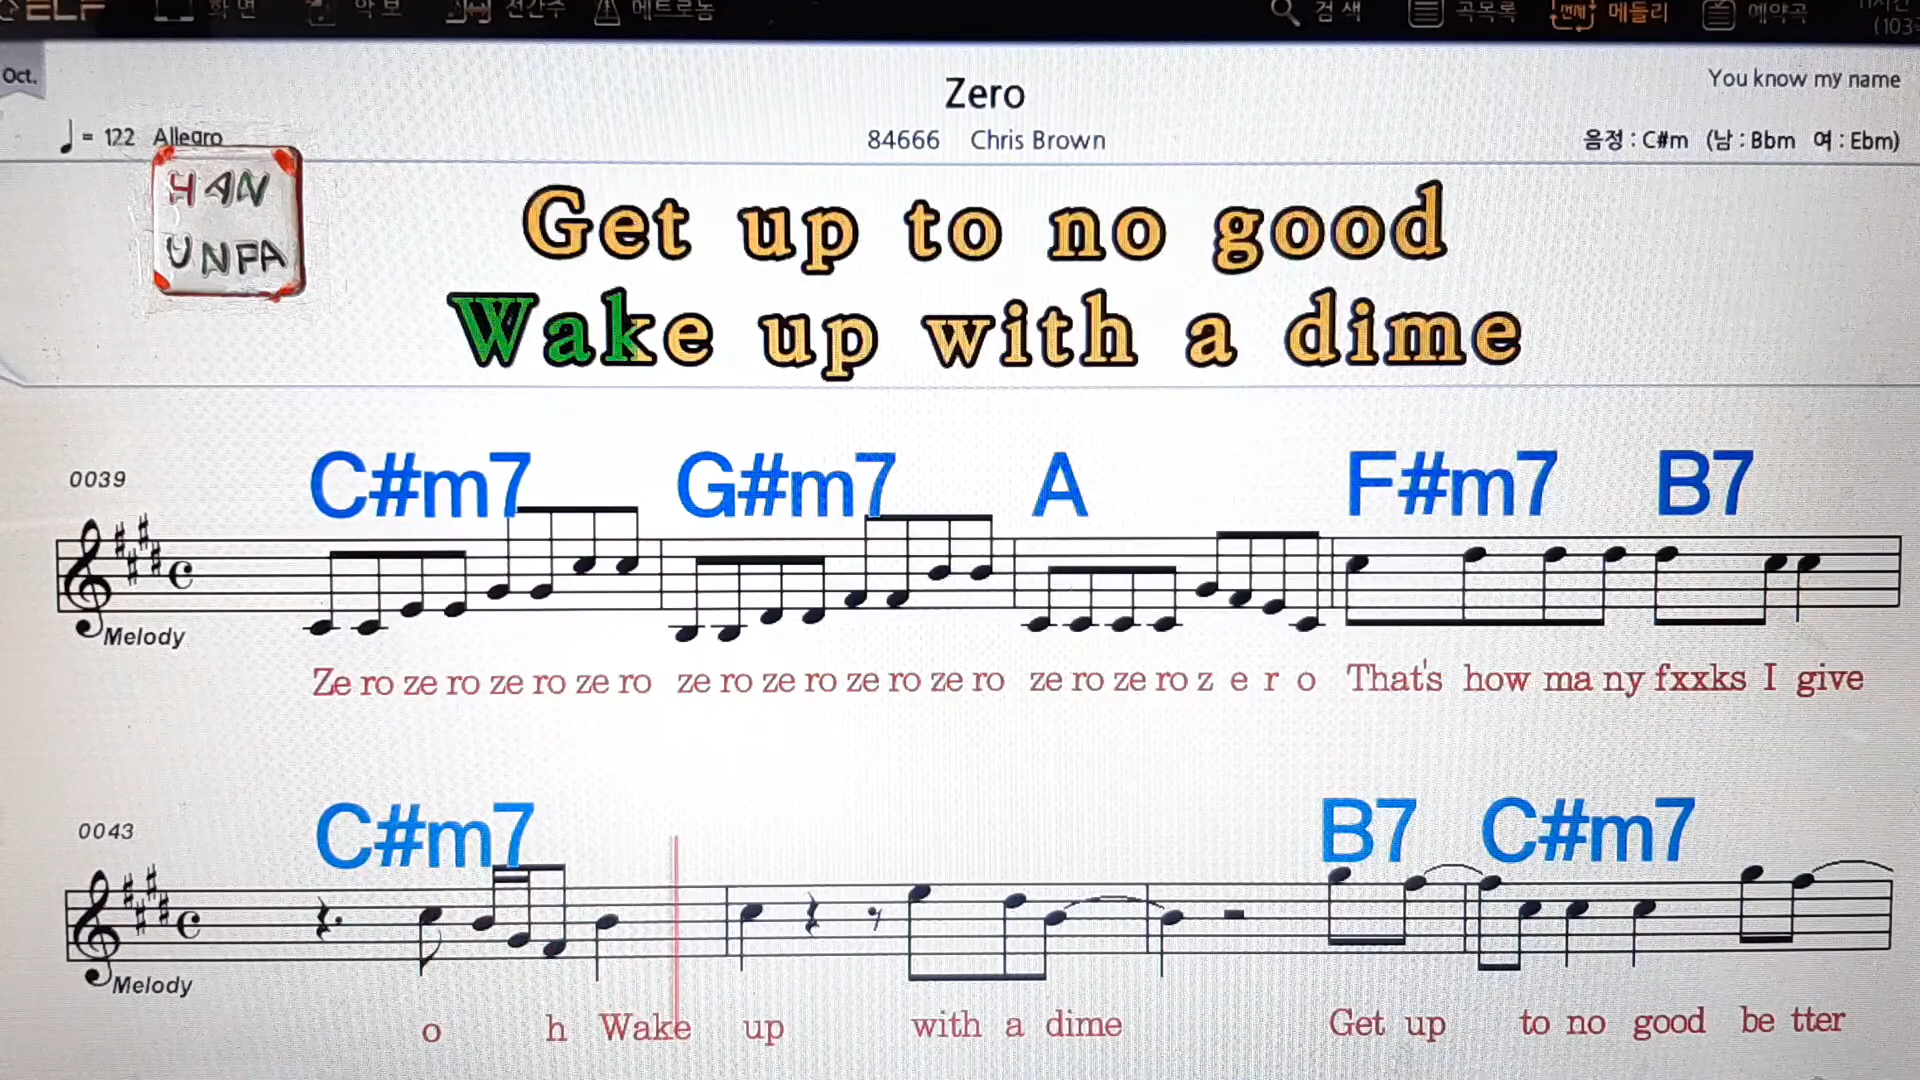 ELF 화면 악보 전간주 메트로놈 검색 곡목록 메들리 예약곡
Oct.
Zero
You know my name
= 122 Allegro
84666 Chris Brown
음정 : C#m (남 : Bbm 여 : Ebm)
HAN
UNFA
Get up to no good
Wake up with a dime
0039
C#m7 G#m7 A F#m7 B7
Melody
Ze ro ze ro ze ro ze ro ze ro ze ro ze ro ze ro ze ro ze ro z e r o That's how ma ny fxxks I give
0043
C#m7 B7 C#m7
Melody
o h Wake up with a dime Get up to no good be tter